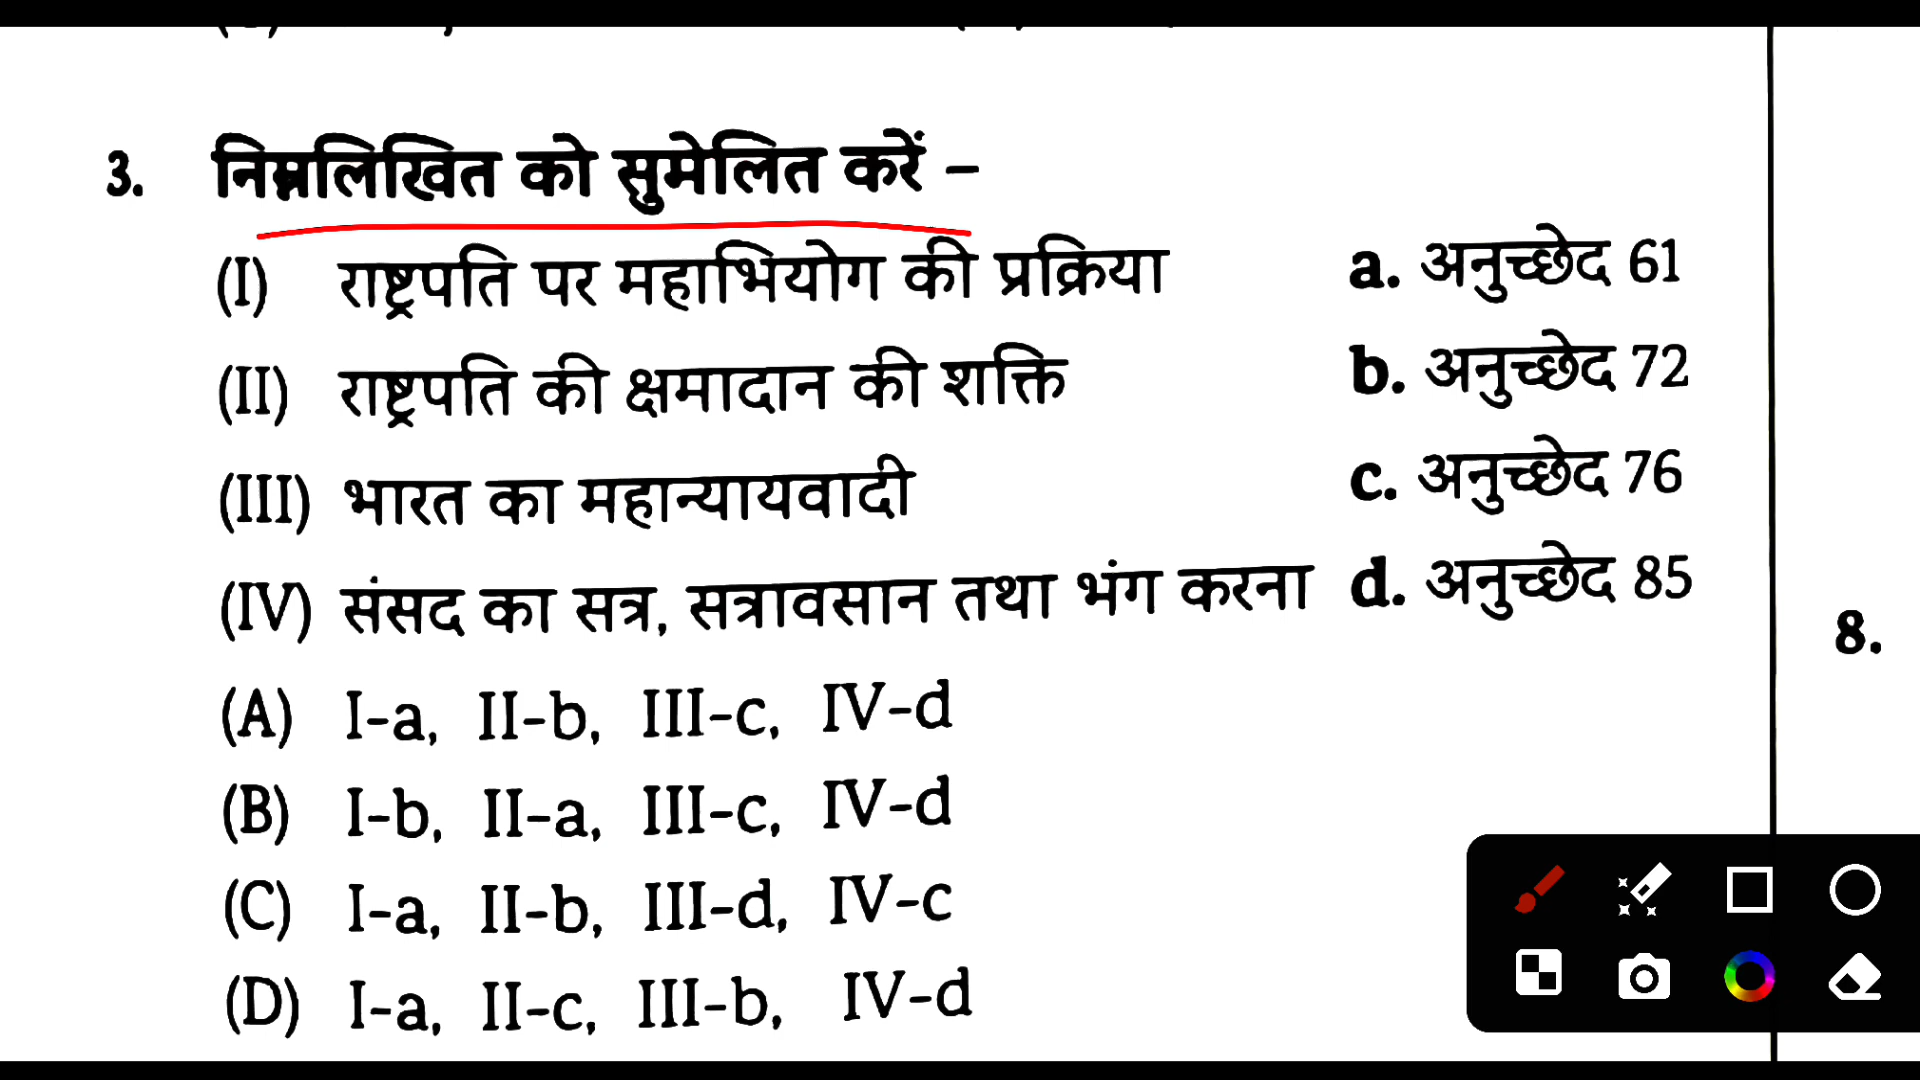 3. निम्नलिखित को सुमेलित करें –
(I) राष्ट्रपति पर महाभियोग की प्रक्रिया a. अनुच्छेद 61
(II) राष्ट्रपति की क्षमादान की शक्ति b. अनुच्छेद 72
(III) भारत का महान्यायवादी c. अनुच्छेद 76
(IV) संसद का सत्र, सत्रावसान तथा भंग करना d. अनुच्छेद 85
8.
(A) I-a, II-b, III-c, IV-d
(B) I-b, II-a, III-c, IV-d
(C) I-a, II-b, III-d, IV-c
(D) I-a, II-c, III-b, IV-d